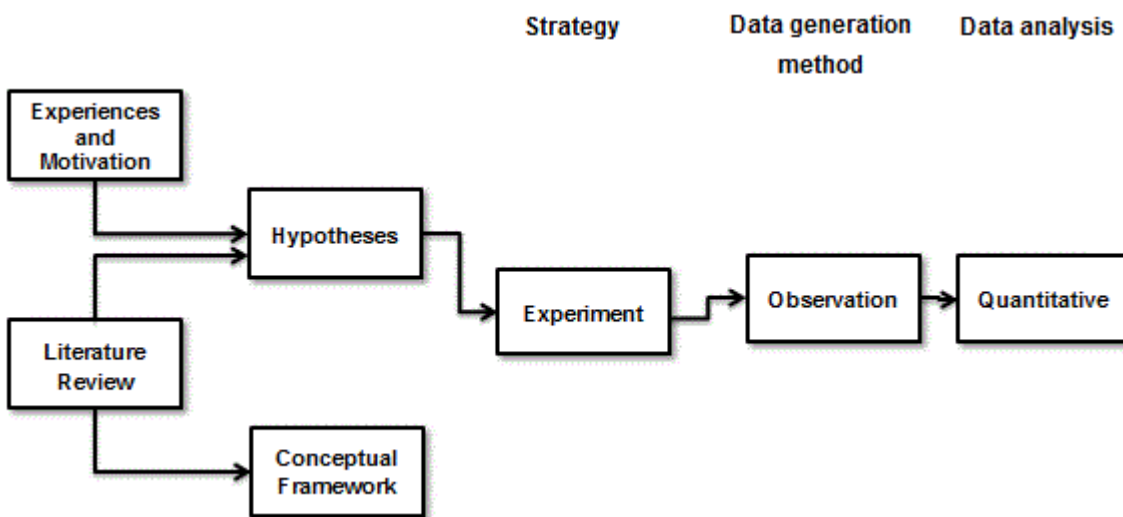 Strategy
Data generation
method
Data analysis
Experiences
and
Motivation
Hypotheses
Experiment
Observation
Quantitative
Literature
Review
Conceptual
Framework